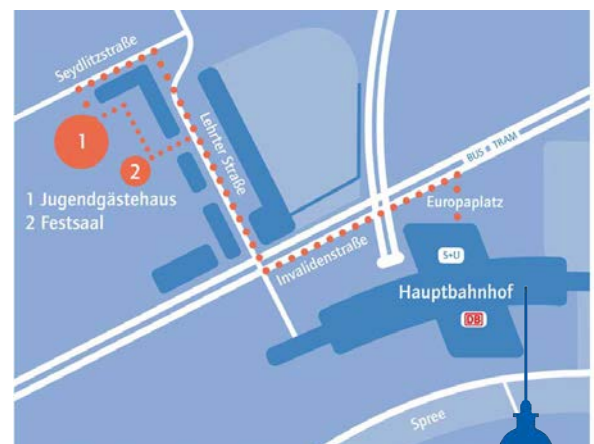 Seydlitzstraße
1
2
Lehrter Straße
1 Jugendgästehaus
2 Festsaal
BUS + TRAM
Europaplatz
Invalidenstraße
S+U
Hauptbahnhof
DB
Spree